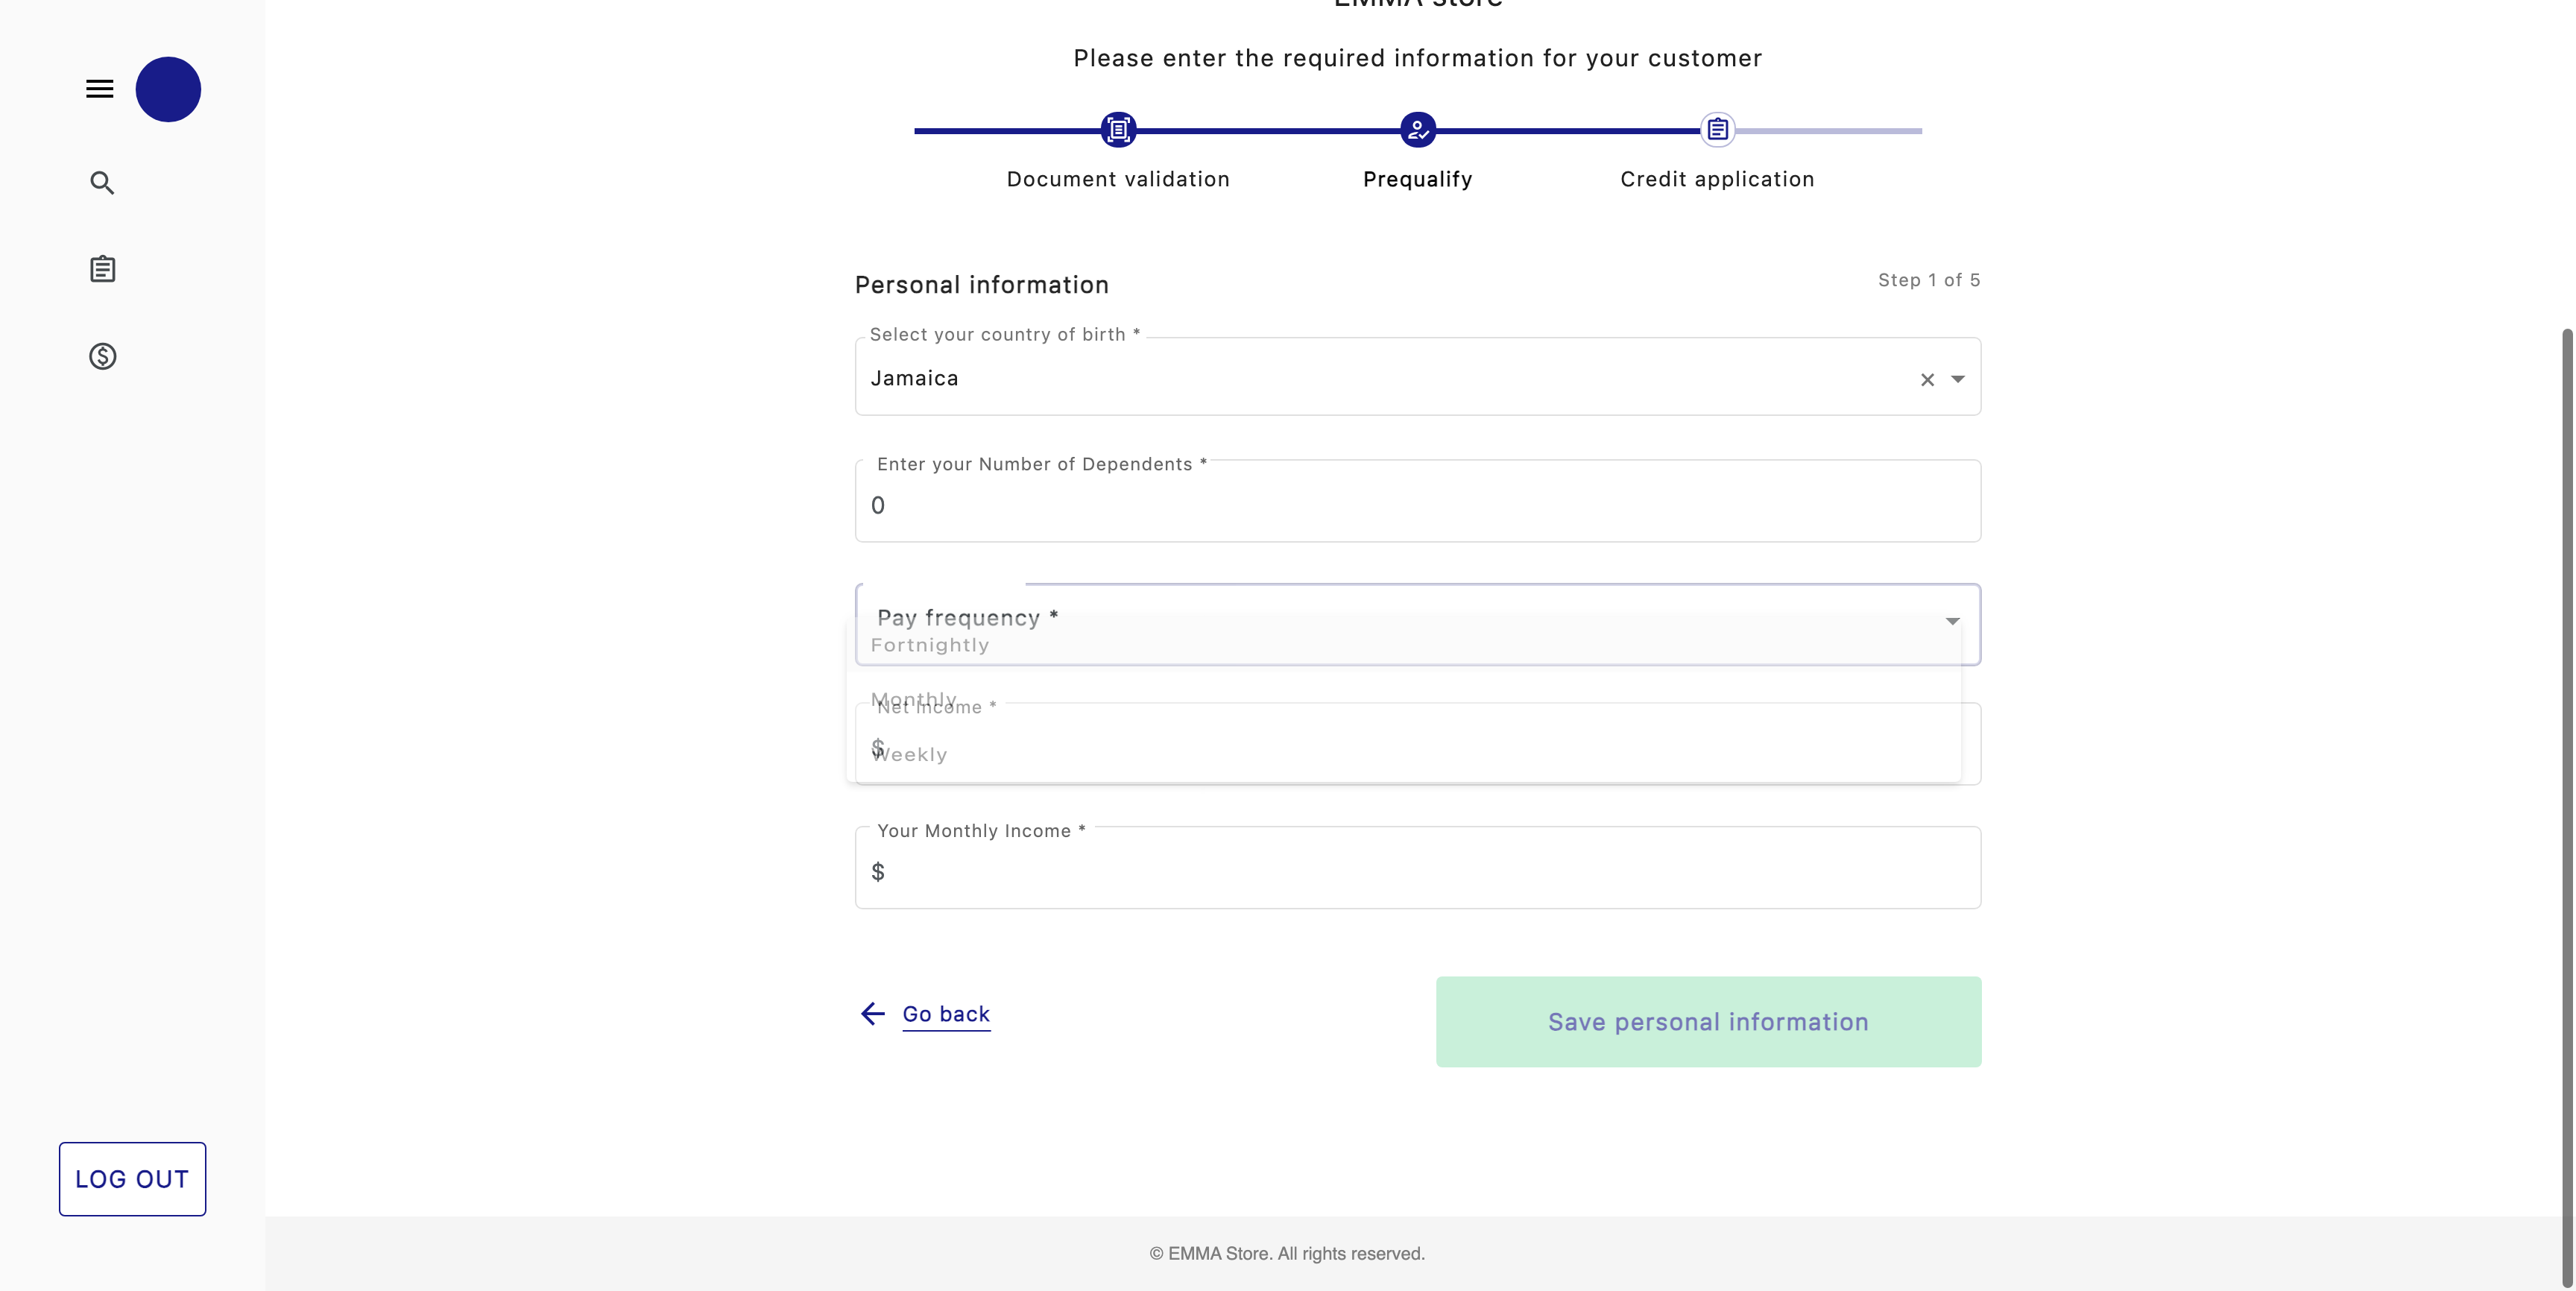 EMMA Store
Please enter the required information for your customer
Document validation
Prequalify
Credit application
Personal information
Step 1 of 5
Select your country of birth *
Jamaica
Enter your Number of Dependents *
0
Pay frequency *
Fortnightly
Monthly
Net Income *
$
Weekly
Your Monthly Income *
$
Go back
Save personal information
LOG OUT
© EMMA Store. All rights reserved.